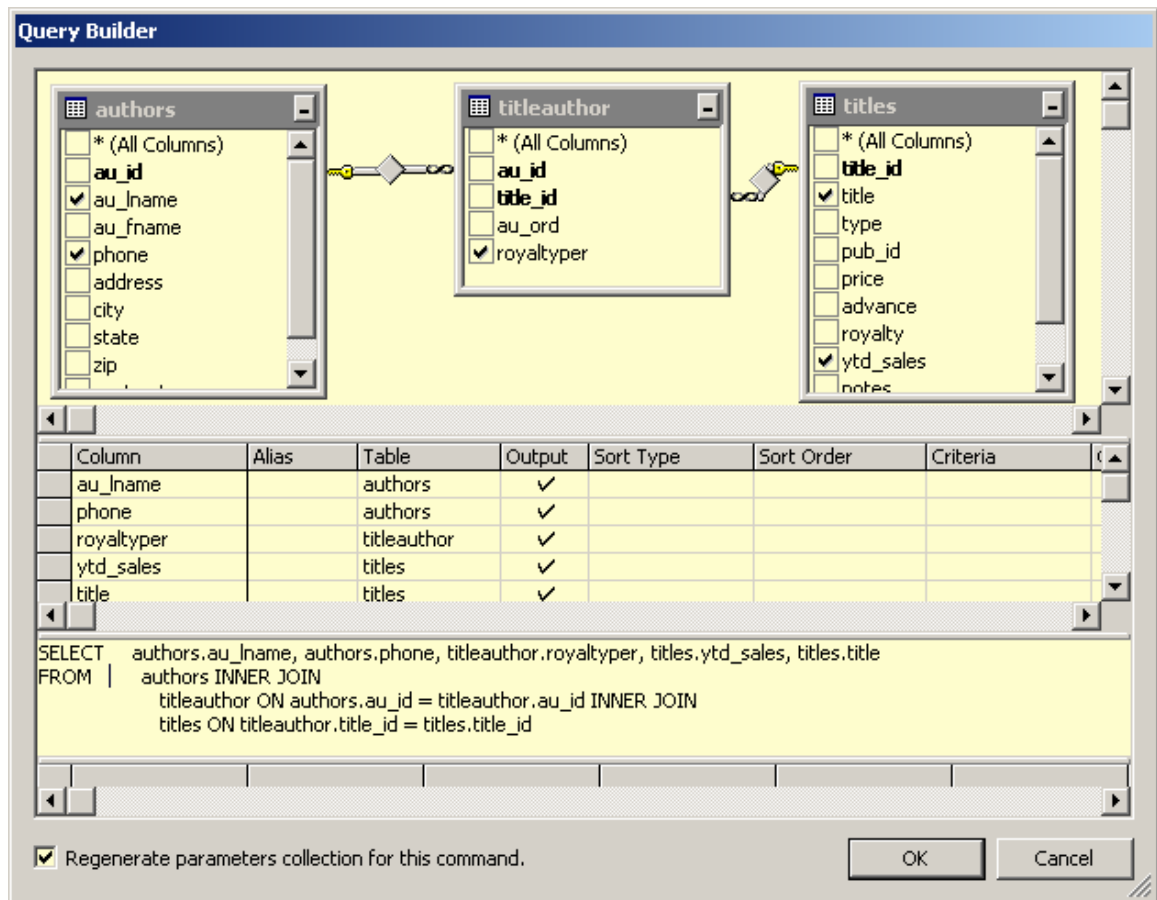 Query Builder
authors
* (All Columns)
au_id
au_lname
au_fname
phone
address
city
state
zip
titleauthor
* (All Columns)
au_id
title_id
au_ord
royaltyper
titles
* (All Columns)
title_id
title
type
pub_id
price
advance
royalty
ytd_sales
notes
Column Alias Table Output Sort Type Sort Order Criteria
au_lname authors
phone authors
royaltyper titleauthor
ytd_sales titles
title titles
SELECT authors.au_lname, authors.phone, titleauthor.royaltyper, titles.ytd_sales, titles.title
FROM authors INNER JOIN
titleauthor ON authors.au_id = titleauthor.au_id INNER JOIN
titles ON titleauthor.title_id = titles.title_id
Regenerate parameters collection for this command.
OK Cancel